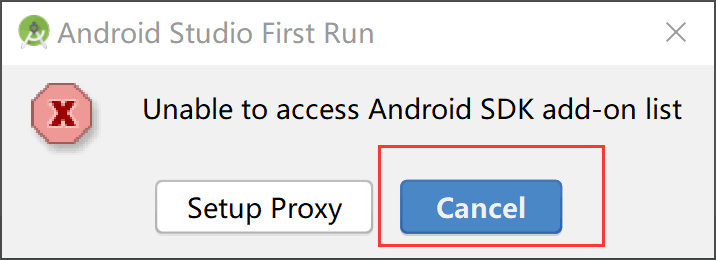 Android Studio First Run
Unable to access Android SDK add-on list
Setup Proxy
Cancel